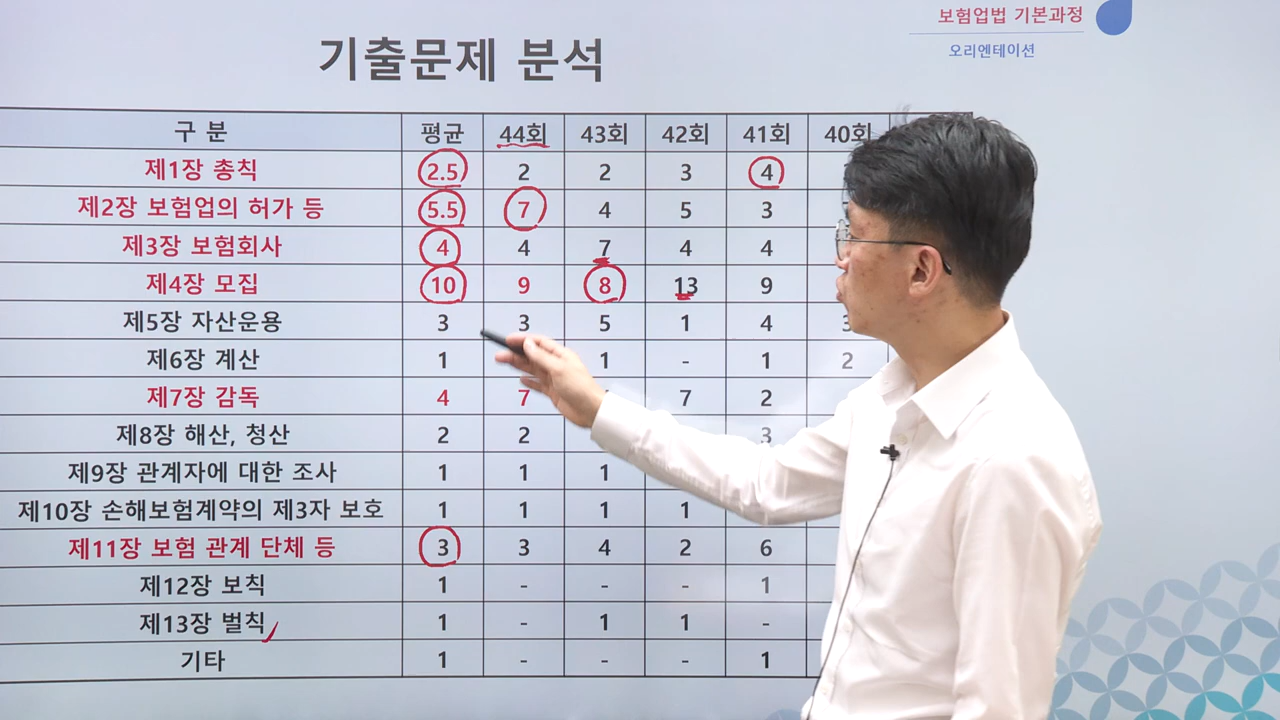 보험업법 기본과정
오리엔테이션
기출문제 분석
구 분 평균 44회 43회 42회 41회 40회
제1장 총칙 2.5 2 2 3 4
제2장 보험업의 허가 등 5.5 7 4 5 3
제3장 보험회사 4 4 7 4 4
제4장 모집 10 9 8 13 9
제5장 자산운용 3 3 5 1 4 3
제6장 계산 1 1 - 1 2
제7장 감독 4 7 7 2
제8장 해산, 청산 2 2 3
제9장 관계자에 대한 조사 1 1 1 1
제10장 손해보험계약의 제3자 보호 1 1 1 1
제11장 보험 관계 단체 등 3 3 4 2 6
제12장 보칙 1 - - - 1
제13장 벌칙 1 - 1 1 -
기타 1 - - - 1